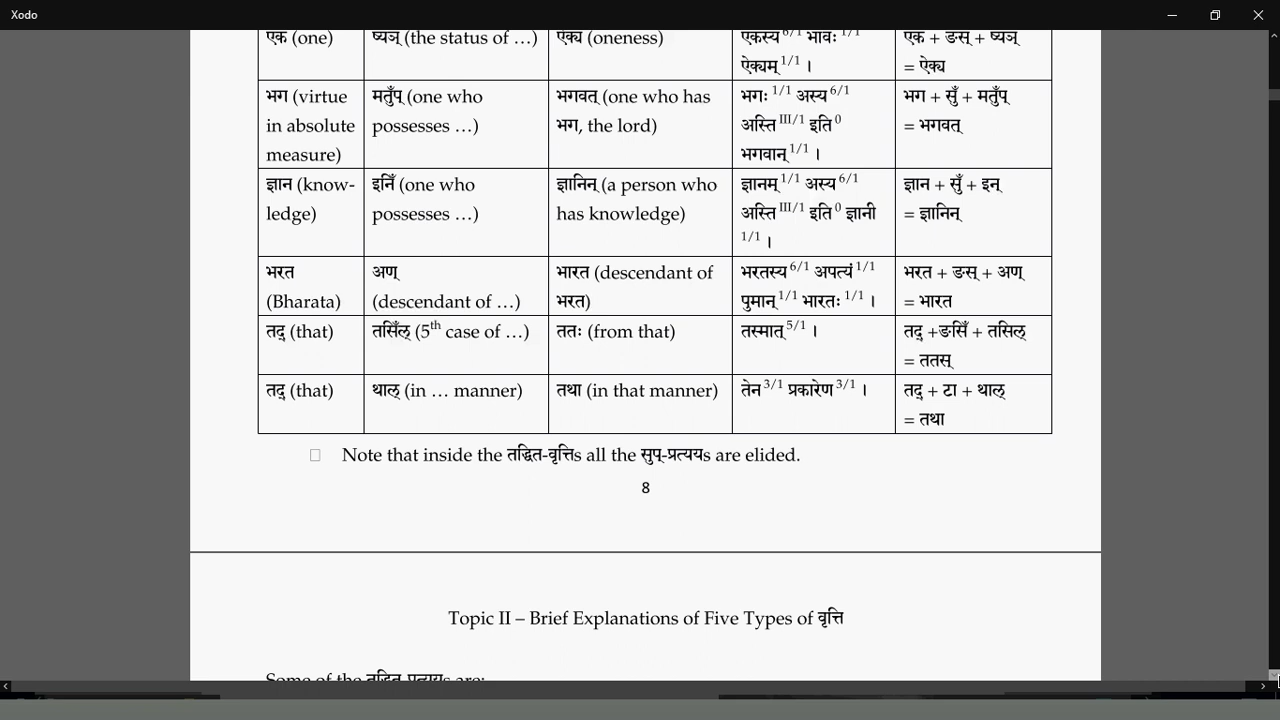 Xodo
एक (one) ष्यञ् (the status of …) ऐक्य (oneness) एकस्य 6/1 भावः 1/1 एक + ङस् + ष्यञ्
ऐक्यम् 1/1 । = ऐक्य
भग (virtue मतुँप् (one who भगवत् (one who has भगः 1/1 अस्य 6/1 भग + सुँ + मतुँप्
in absolute possesses …) भग, the lord) अस्ति III/1 इति 0 = भगवत्
measure) भगवान् 1/1 ।
ज्ञान (know- इनिँ (one who ज्ञानिन् (a person who ज्ञानम् 1/1 अस्य 6/1 ज्ञान + सुँ + इन्
ledge) possesses …) has knowledge) अस्ति III/1 इति 0 ज्ञानी = ज्ञानिन्
1/1 ।
भरत अण् भारत (descendant of भरतस्य 6/1 अपत्यं 1/1 भरत + ङस् + अण्
(Bharata) (descendant of …) भरत) पुमान् 1/1 भारतः 1/1 । = भारत
तद् (that) तसिँल् (5th case of …) ततः (from that) तस्मात् 5/1 । तद् +ङसिँ + तसिल्
= ततस्
तद् (that) थाल् (in … manner) तथा (in that manner) तेन 3/1 प्रकारेण 3/1 । तद् + टा + थाल्
= तथा
Note that inside the तद्धित-वृत्तिs all the सुप्-प्रत्ययs are elided.
8
Topic II – Brief Explanations of Five Types of वृत्ति
Some of the तद्धित-प्रत्ययs are: